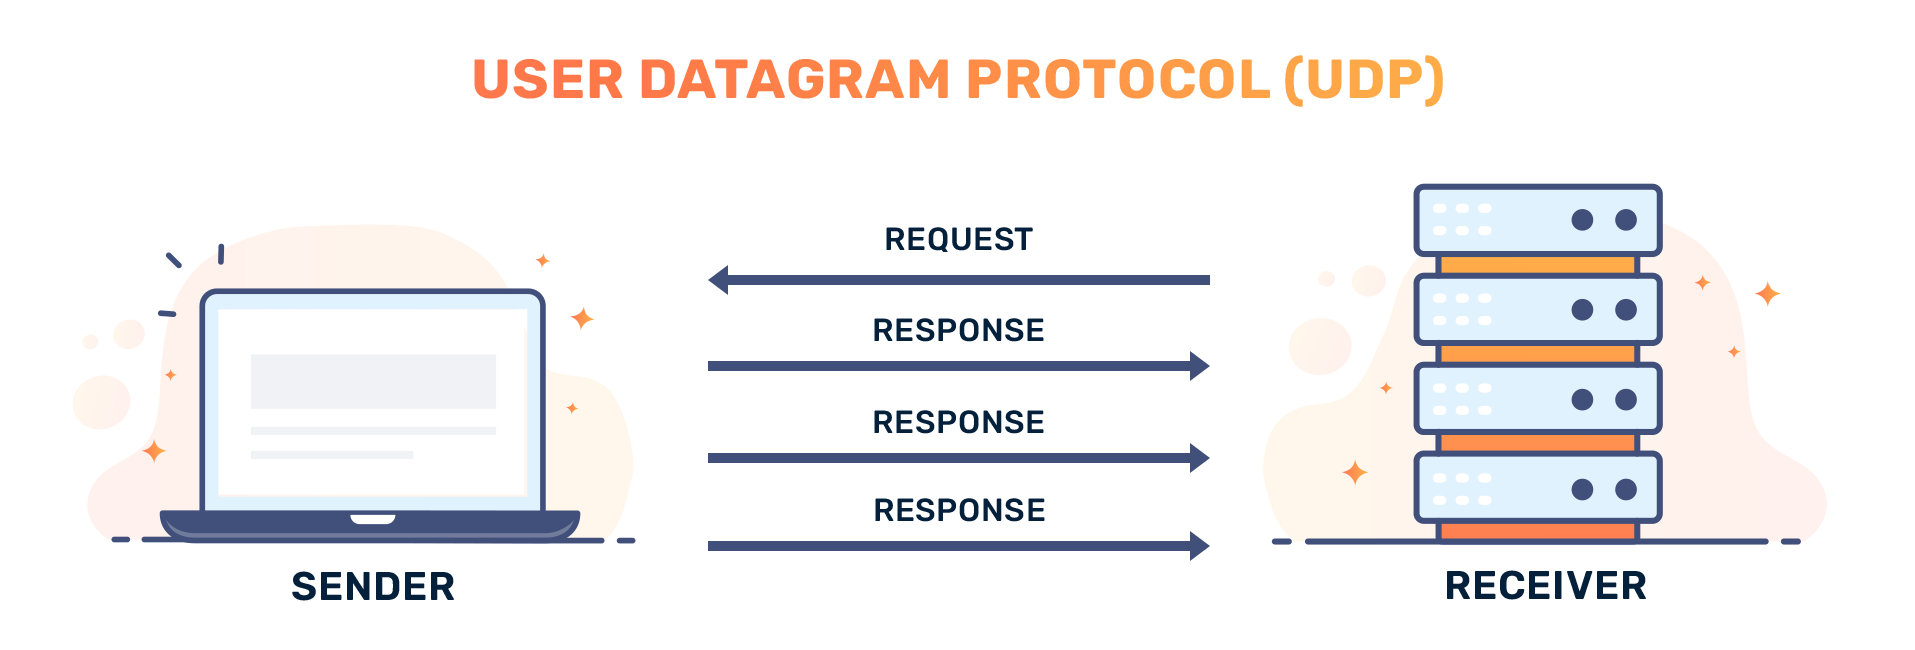 USER DATAGRAM PROTOCOL (UDP)
REQUEST
RESPONSE
RESPONSE
RESPONSE
SENDER
RECEIVER